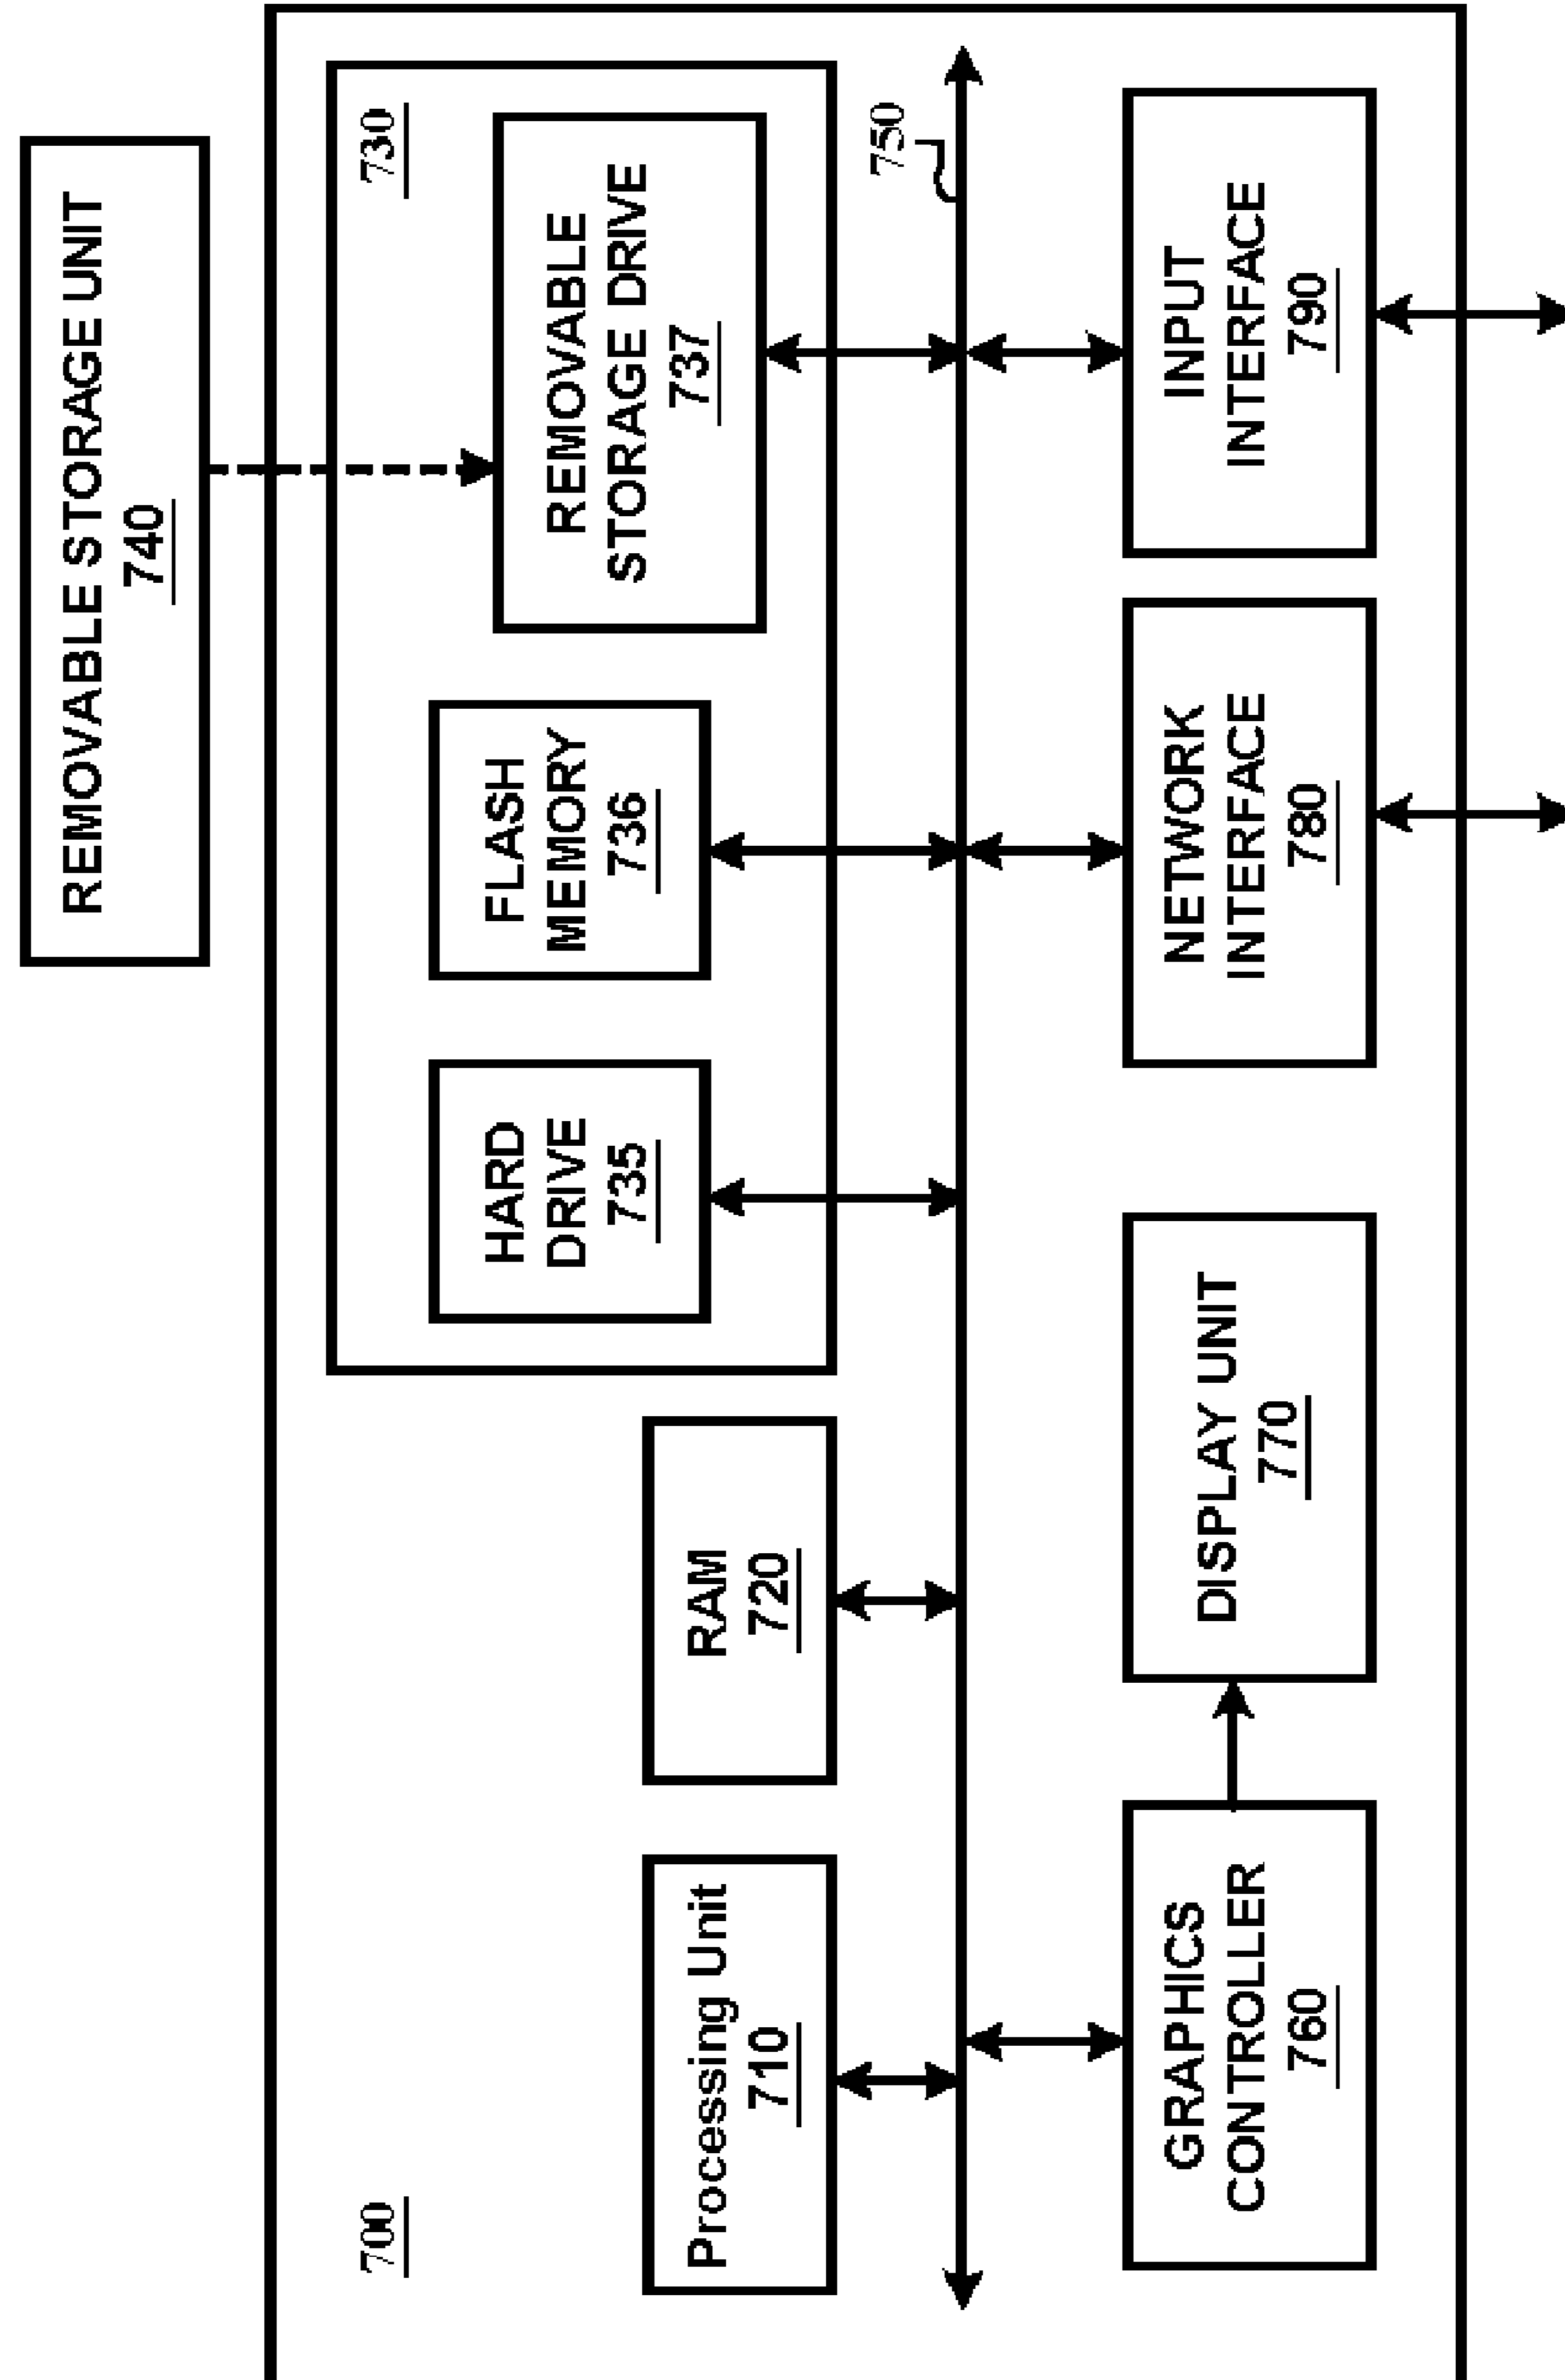 REMOVABLE STORAGE UNIT
740
700
730
HARD
DRIVE
735
FLASH
MEMORY
736
REMOVABLE
STORAGE DRIVE
737
Processing Unit
710
RAM
720
750
GRAPHICS
CONTROLLER
760
DISPLAY UNIT
770
NETWORK
INTERFACE
780
INPUT
INTERFACE
790